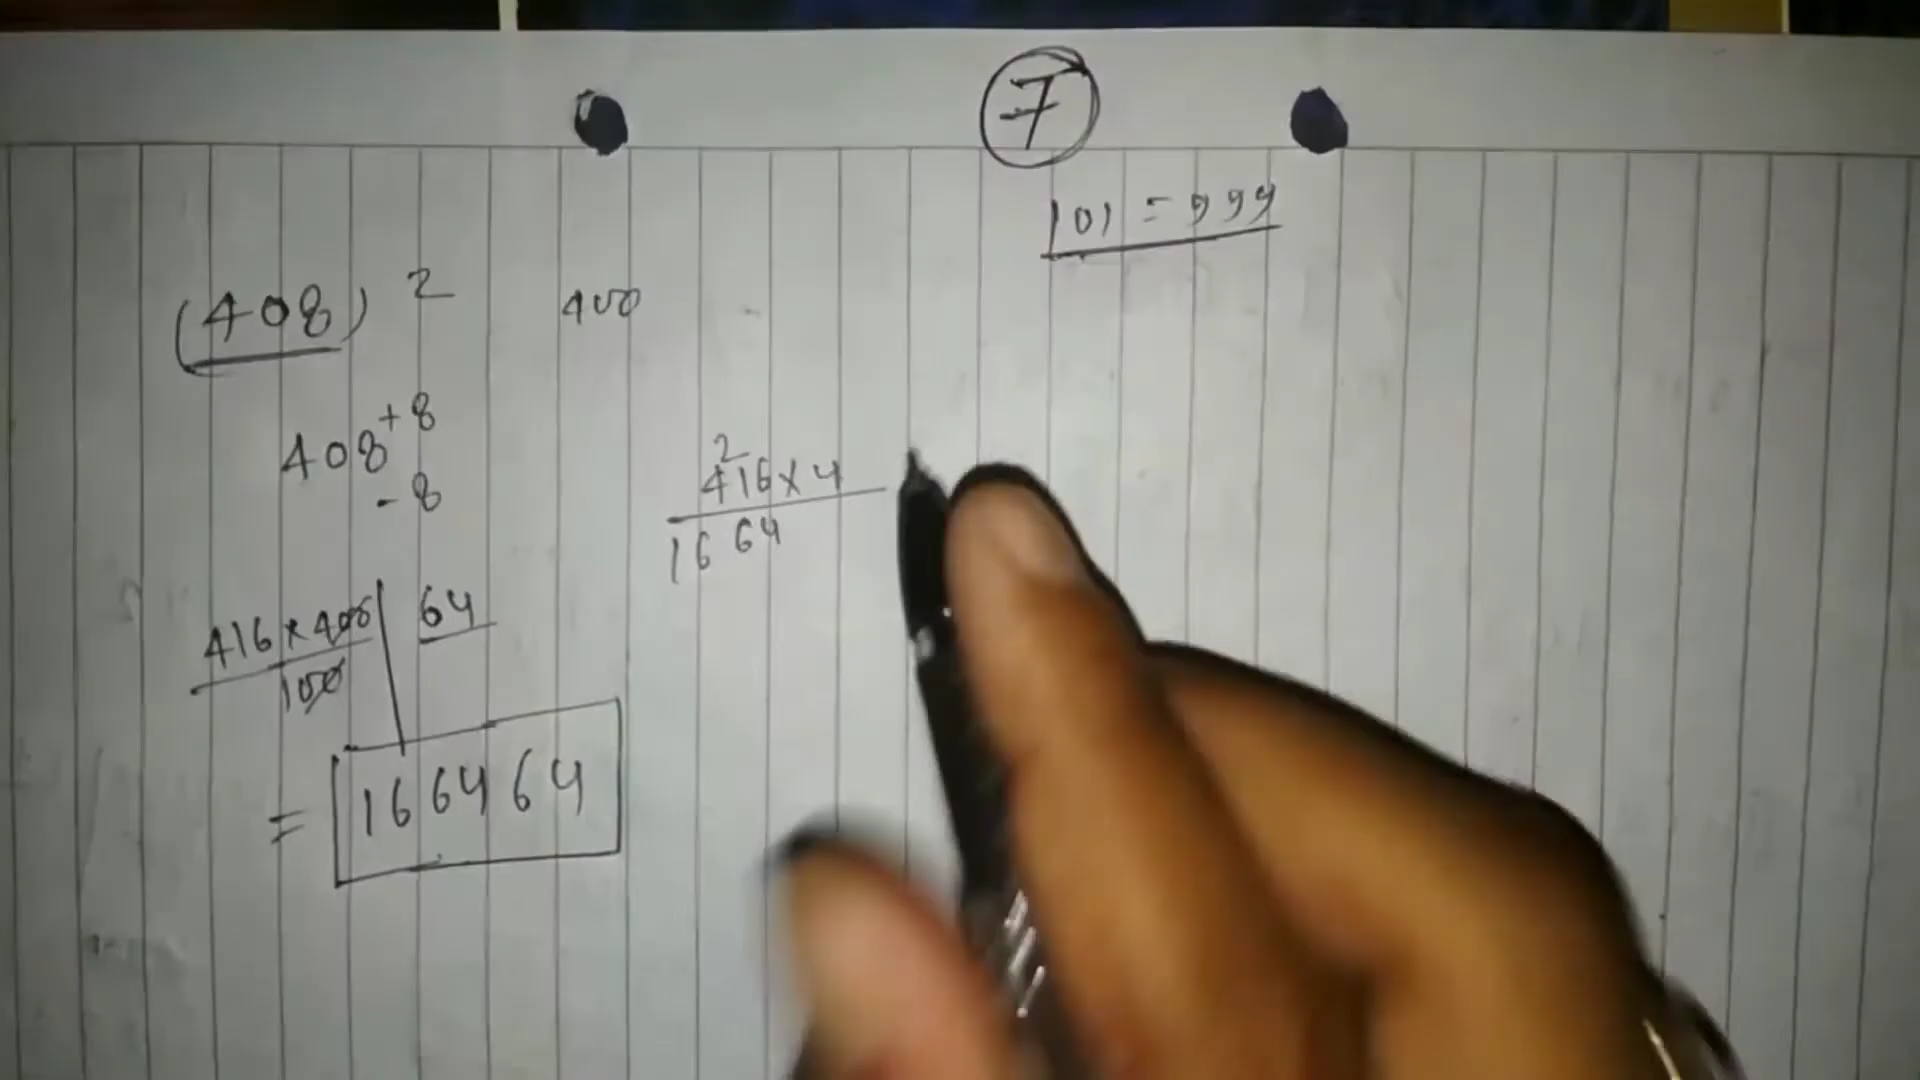 7
101 = 999
(408)² 400
408 + 8
- 8
2
416 x 4
1664
416 x 400 | 64
100
= 166464